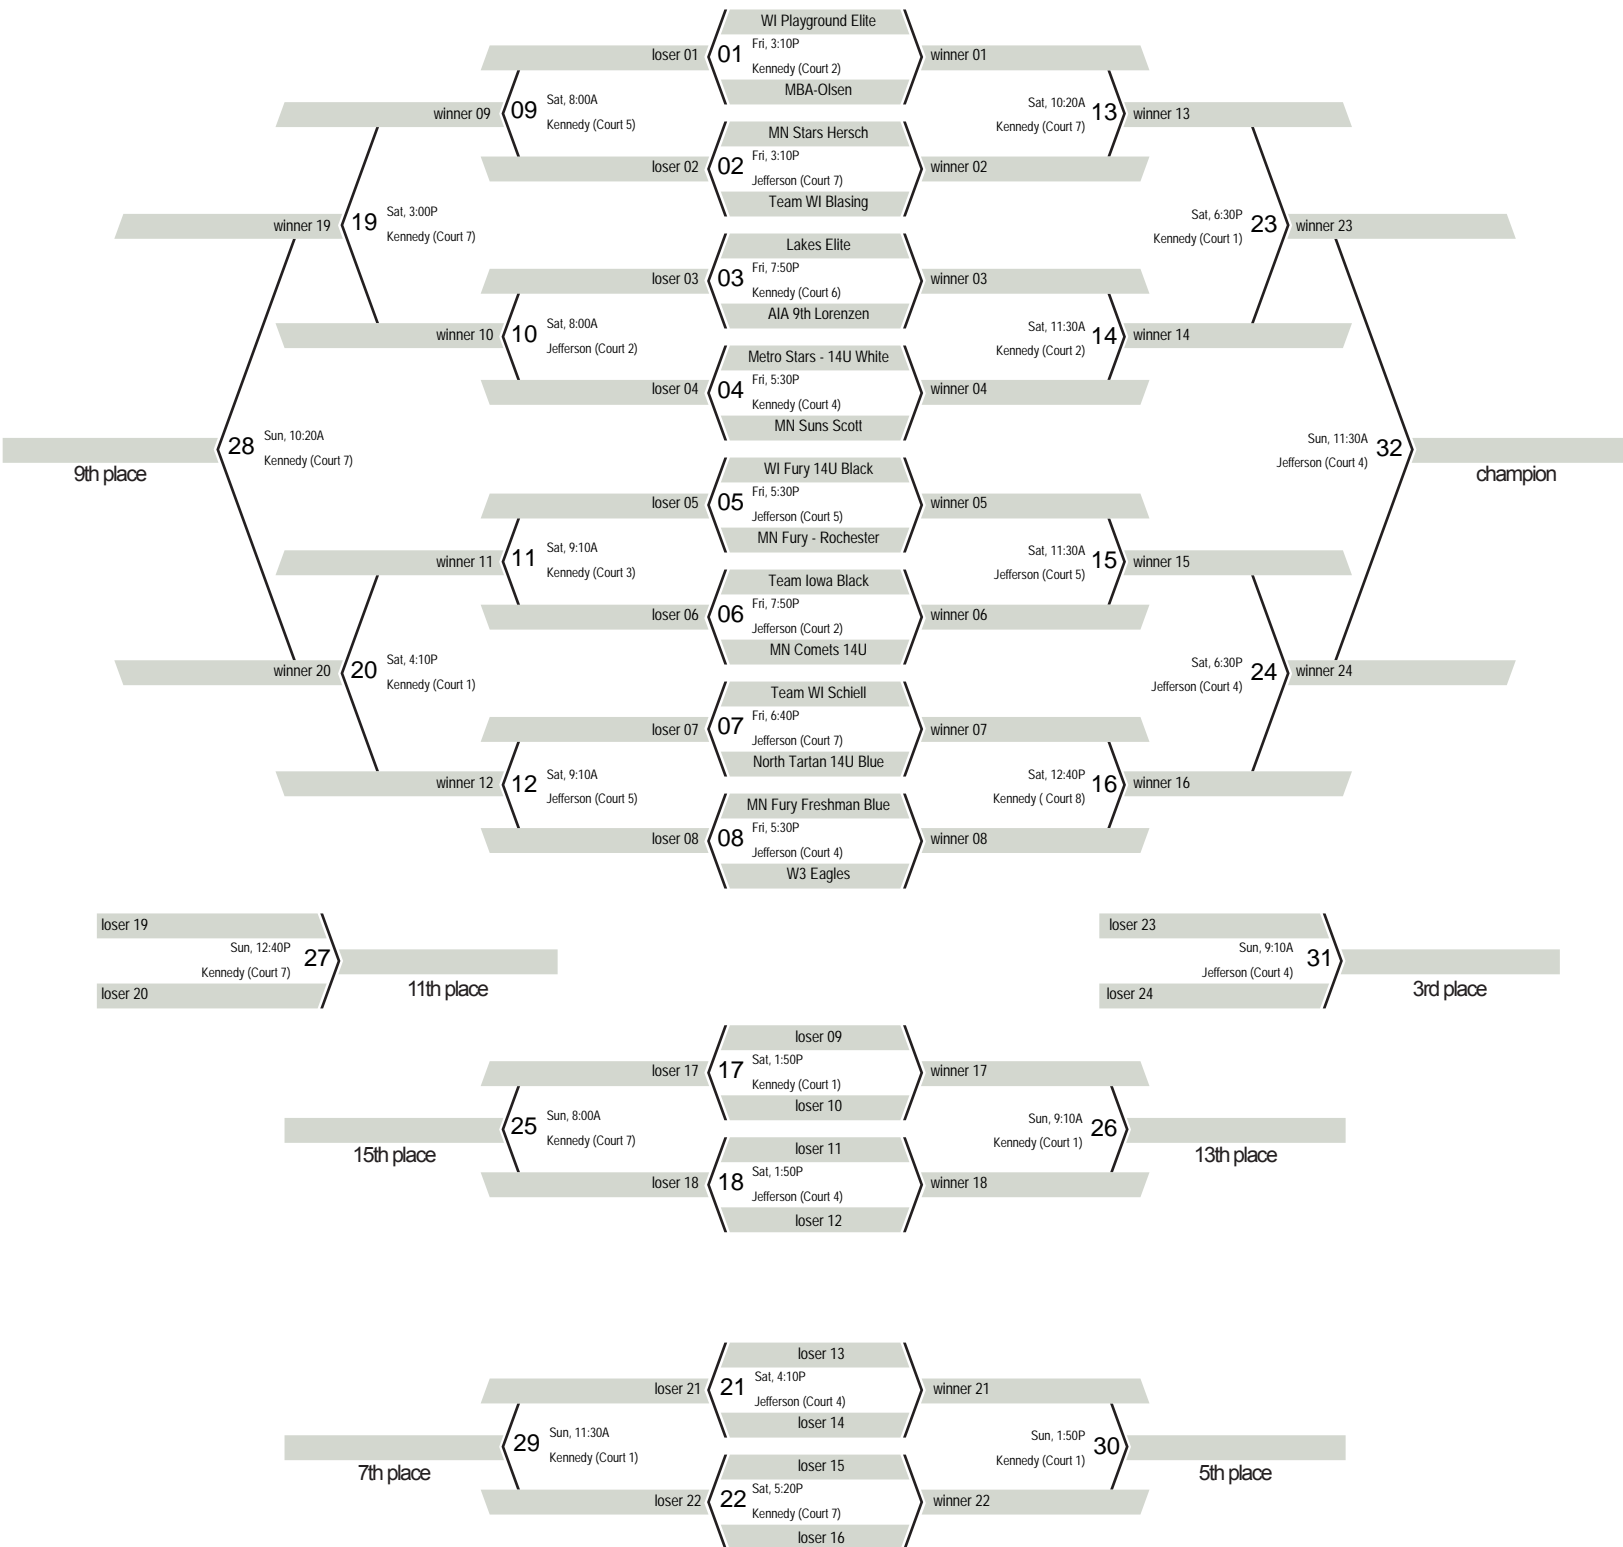 WI Playground Elite
loser 01
01
Fri, 3:10P
Kennedy (Court 2)
winner 01
MBA-Olsen
winner 09
09
Sat, 8:00A
Kennedy (Court 5)
Sat, 10:20A
Kennedy (Court 7)
13
winner 13
MN Stars Hersch
loser 02
02
Fri, 3:10P
Jefferson (Court 7)
winner 02
Team WI Blasing
winner 19
19
Sat, 3:00P
Kennedy (Court 7)
Sat, 6:30P
Kennedy (Court 1)
23
winner 23
Lakes Elite
loser 03
03
Fri, 7:50P
Kennedy (Court 6)
winner 03
AIA 9th Lorenzen
winner 10
10
Sat, 8:00A
Jefferson (Court 2)
Sat, 11:30A
Kennedy (Court 2)
14
winner 14
Metro Stars - 14U White
loser 04
04
Fri, 5:30P
Kennedy (Court 4)
winner 04
MN Suns Scott
28
Sun, 10:20A
Kennedy (Court 7)
9th place
Sun, 11:30A
Jefferson (Court 4)
32
champion
WI Fury 14U Black
loser 05
05
Fri, 5:30P
Jefferson (Court 5)
winner 05
MN Fury - Rochester
winner 11
11
Sat, 9:10A
Kennedy (Court 3)
Sat, 11:30A
Jefferson (Court 5)
15
winner 15
Team Iowa Black
loser 06
06
Fri, 7:50P
Jefferson (Court 2)
winner 06
MN Comets 14U
winner 20
20
Sat, 4:10P
Kennedy (Court 1)
Sat, 6:30P
Jefferson (Court 4)
24
winner 24
Team WI Schiell
loser 07
07
Fri, 6:40P
Jefferson (Court 7)
winner 07
North Tartan 14U Blue
winner 12
12
Sat, 9:10A
Jefferson (Court 5)
Sat, 12:40P
Kennedy ( Court 8)
16
winner 16
MN Fury Freshman Blue
loser 08
08
Fri, 5:30P
Jefferson (Court 4)
winner 08
W3 Eagles
loser 19
Sun, 12:40P
Kennedy (Court 7)
27
loser 20
11th place
loser 23
Sun, 9:10A
Jefferson (Court 4)
31
loser 24
3rd place
loser 09
loser 17
17
Sat, 1:50P
Kennedy (Court 1)
winner 17
loser 10
25
Sun, 8:00A
Kennedy (Court 7)
15th place
Sun, 9:10A
Kennedy (Court 1)
26
13th place
loser 11
loser 18
18
Sat, 1:50P
Jefferson (Court 4)
winner 18
loser 12
loser 13
loser 21
21
Sat, 4:10P
Jefferson (Court 4)
winner 21
loser 14
29
Sun, 11:30A
Kennedy (Court 1)
7th place
Sun, 1:50P
Kennedy (Court 1)
30
5th place
loser 15
loser 22
22
Sat, 5:20P
Kennedy (Court 7)
winner 22
loser 16